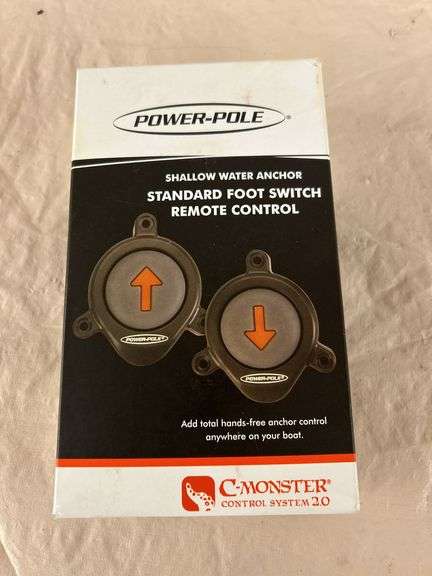 POWER-POLE®
SHALLOW WATER ANCHOR
STANDARD FOOT SWITCH
REMOTE CONTROL
POWER-POLE®
POWER-POLE®
Add total hands-free anchor control
anywhere on your boat.
C-MONSTER®
CONTROL SYSTEM 2.0